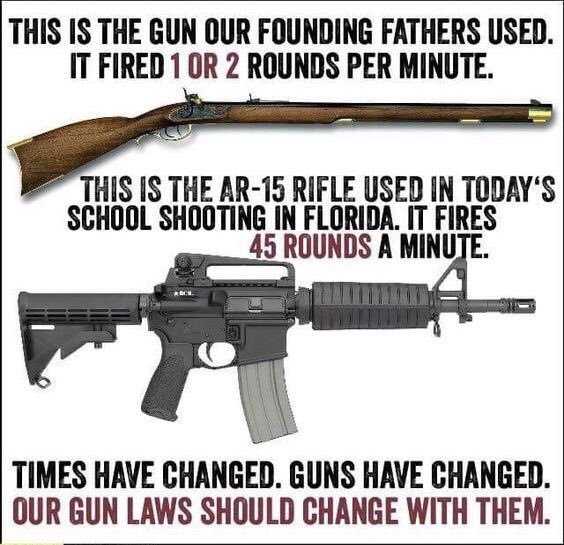 THIS IS THE GUN OUR FOUNDING FATHERS USED.
IT FIRED 1 OR 2 ROUNDS PER MINUTE.
THIS IS THE AR-15 RIFLE USED IN TODAY'S
SCHOOL SHOOTING IN FLORIDA. IT FIRES
45 ROUNDS A MINUTE.
TIMES HAVE CHANGED. GUNS HAVE CHANGED.
OUR GUN LAWS SHOULD CHANGE WITH THEM.